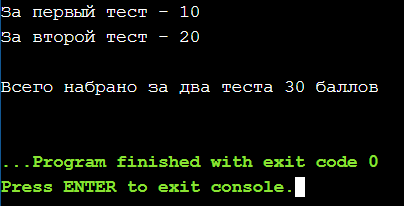 За первый тест - 10
За второй тест - 20
Всего набрано за два теста 30 баллов
...Program finished with exit code 0
Press ENTER to exit console.